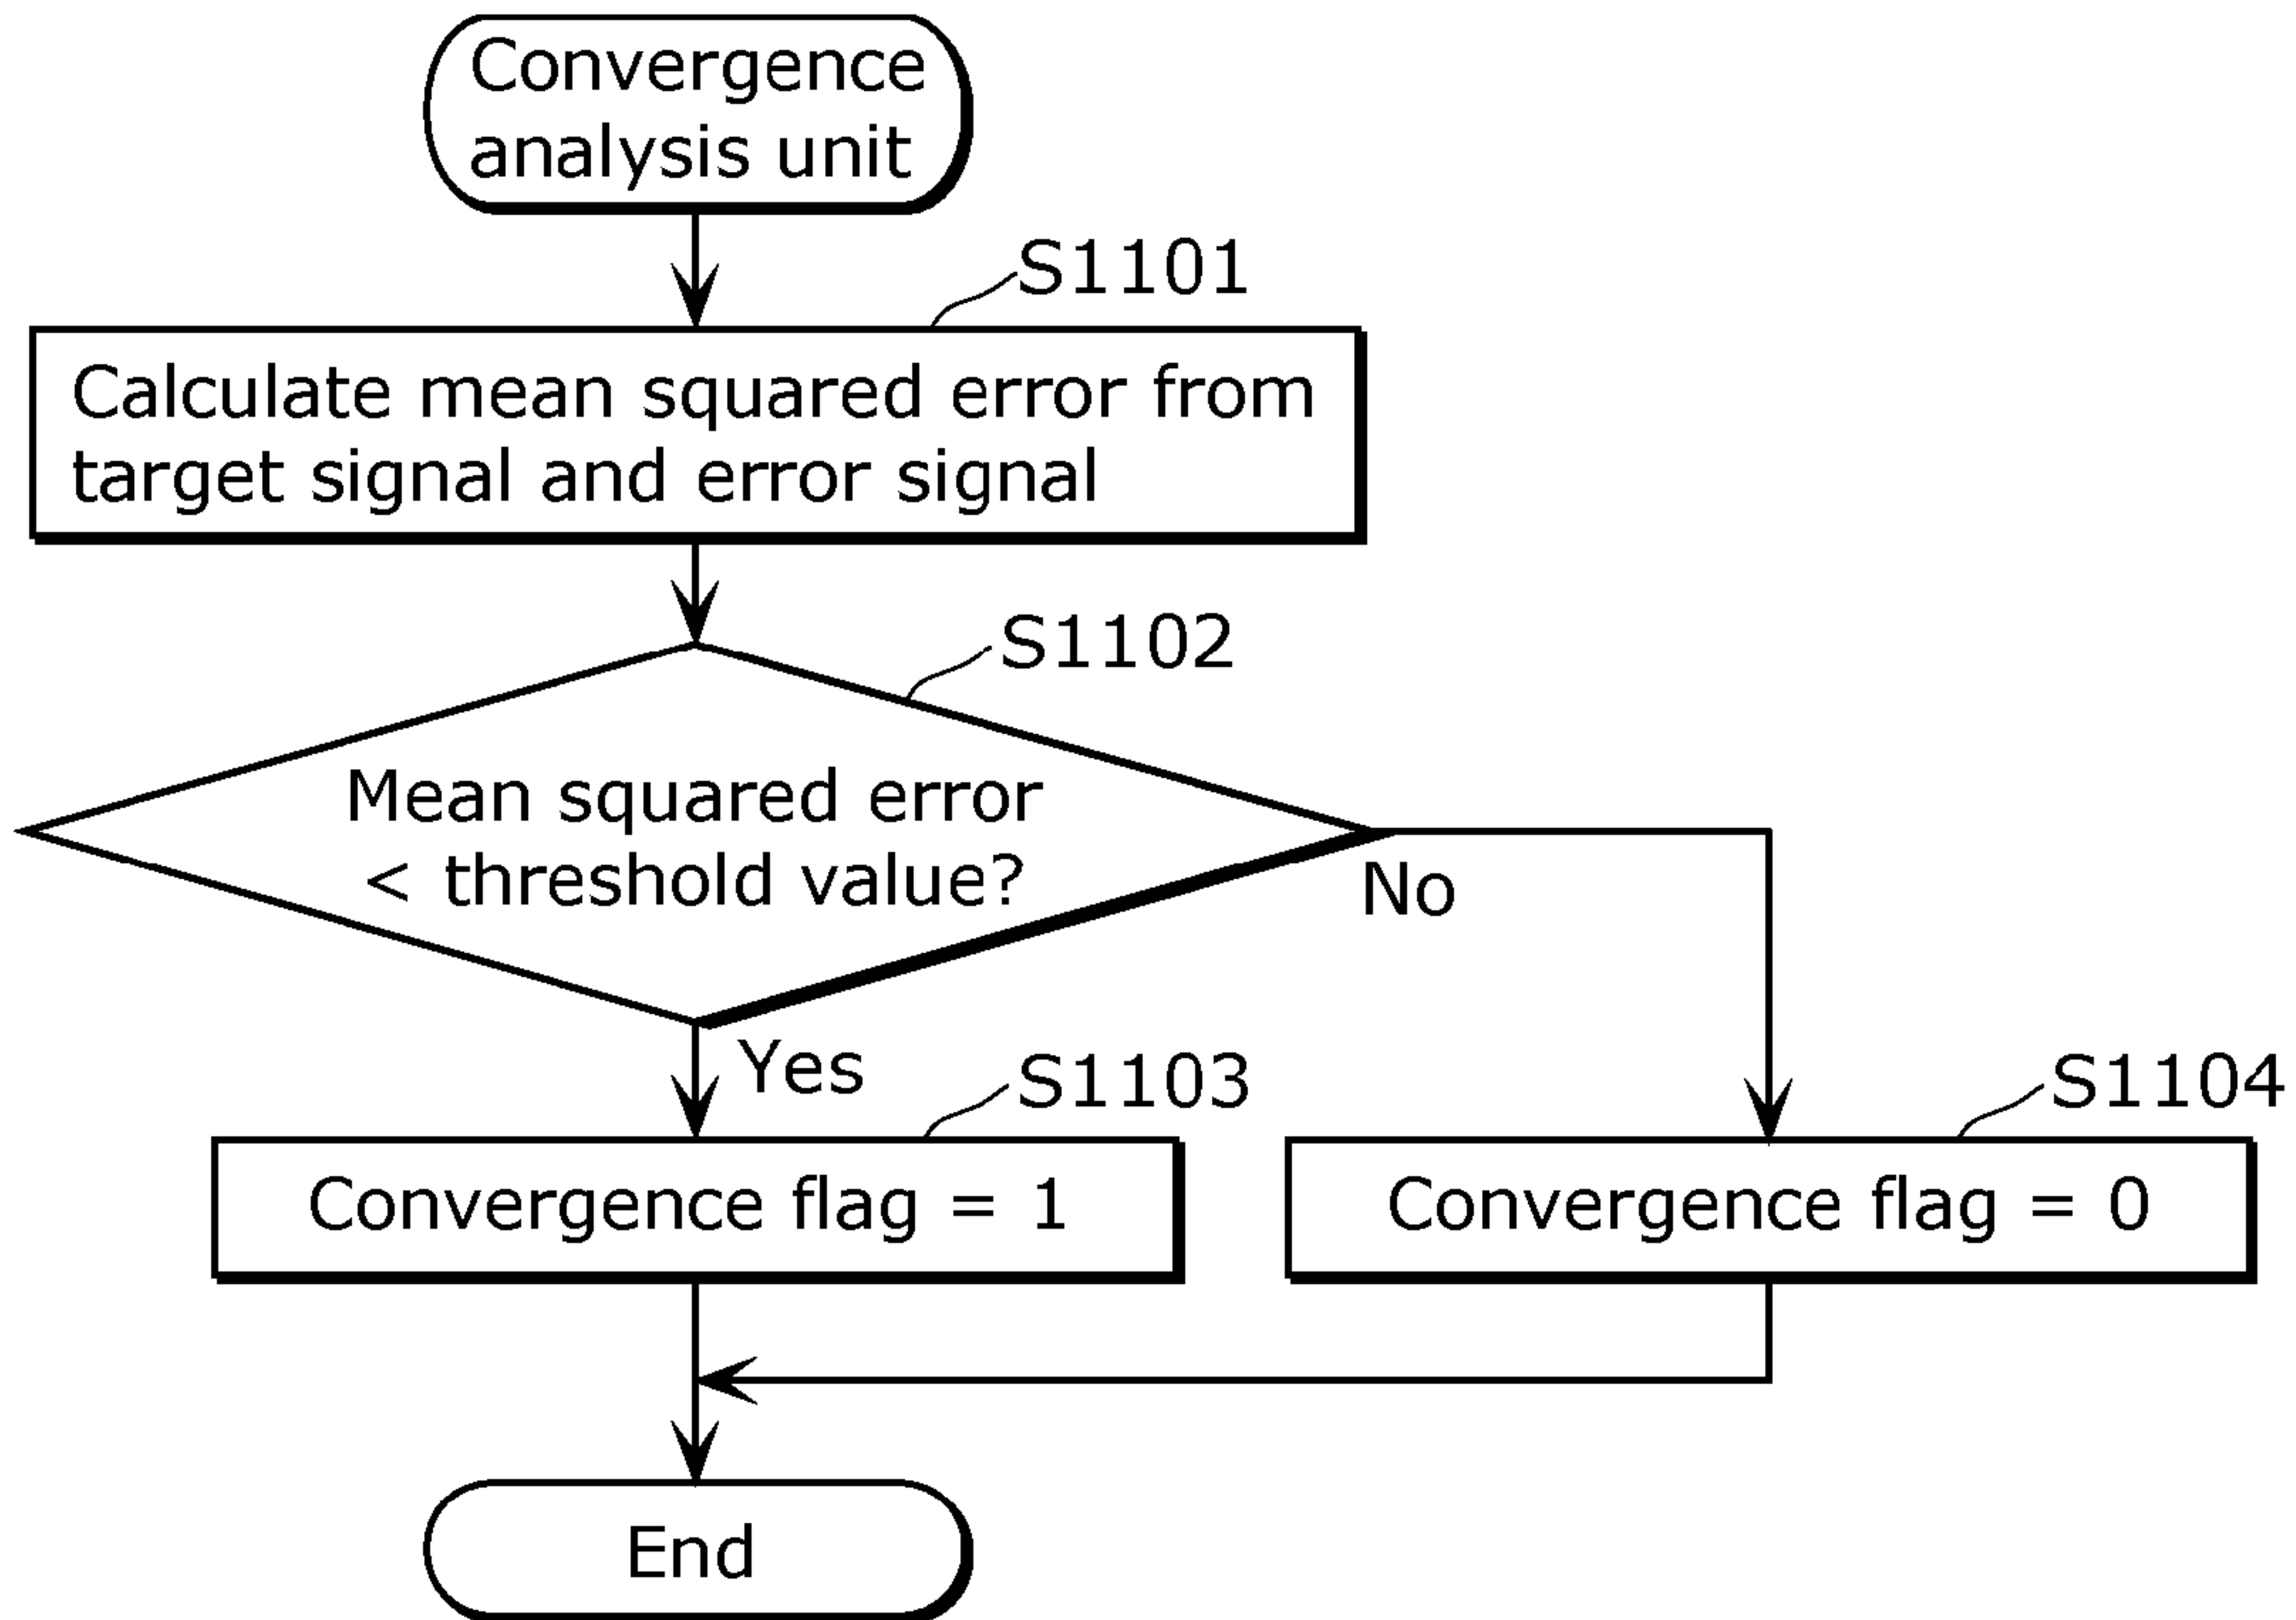 Convergence
analysis unit
S1101
Calculate mean squared error from
target signal and error signal
S1102
Mean squared error
< threshold value?
No
Yes
S1103
S1104
Convergence flag = 1
Convergence flag = 0
End